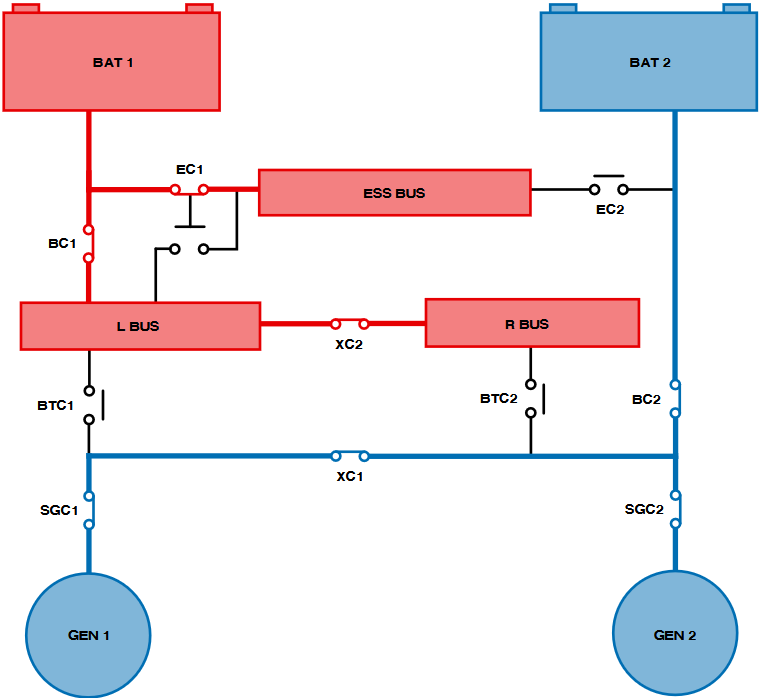 BAT 1
BAT 2
EC1
ESS BUS
EC2
BC1
L BUS
R BUS
XC2
BTC1
BTC2
BC2
XC1
SGC1
SGC2
GEN 1
GEN 2